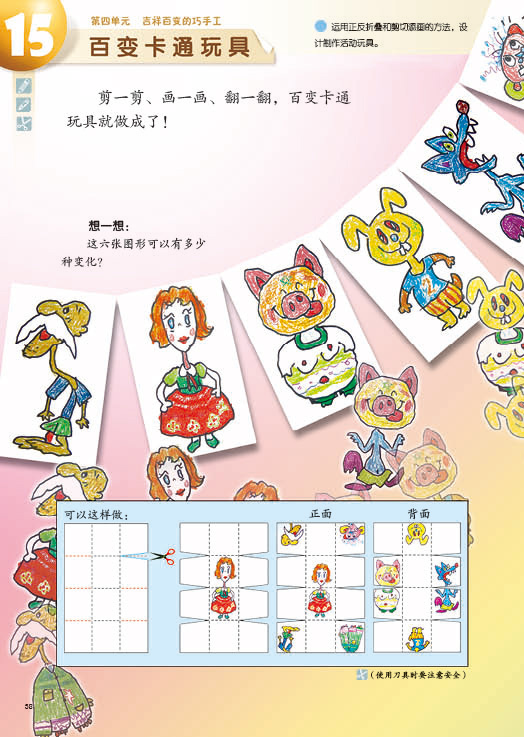 15
第四单元 吉祥百变的巧手工
百变卡通玩具
运用正反折叠和剪切添画的方法，设
计制作活动玩具。
剪一剪、画一画、翻一翻，百变卡通
玩具就做成了！
想一想：
这六张图形可以有多少
种变化？
可以这样做：
正面
背面
（使用刀具时要注意安全）
38